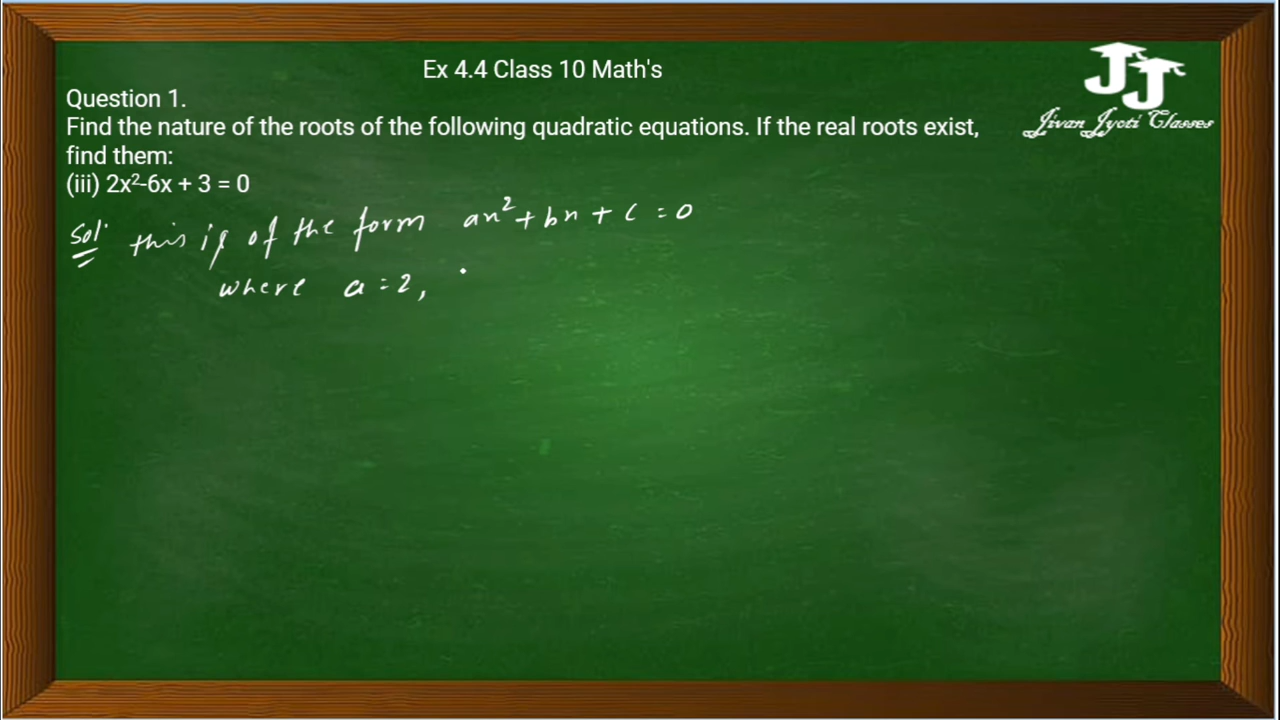 Ex 4.4 Class 10 Math's
JJ
Jivan Jyoti Classes
Question 1.
Find the nature of the roots of the following quadratic equations. If the real roots exist,
find them:
(iii) 2x²-6x + 3 = 0
Sol. this is of the form ax² + bx + c = 0
where a = 2,